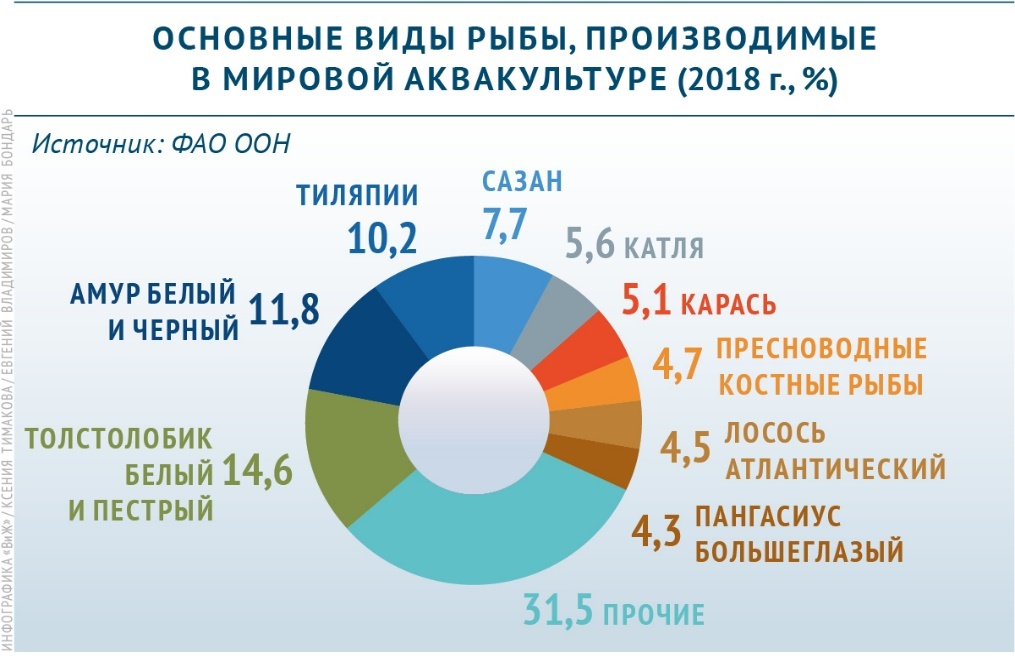 ОСНОВНЫЕ ВИДЫ РЫБЫ, ПРОИЗВОДИМЫЕ
В МИРОВОЙ АКВАКУЛЬТУРЕ (2018 г., %)
Источник: ФАО ООН
САЗАН
7,7
5,6 КАТЛЯ
5,1 КАРАСЬ
4,7 ПРЕСНОВОДНЫЕ
КОСТНЫЕ РЫБЫ
4,5 ЛОСОСЬ
АТЛАНТИЧЕСКИЙ
4,3 ПАНГАСИУС
БОЛЬШЕГЛАЗЫЙ
31,5 ПРОЧИЕ
ТОЛСТОЛОБИК
БЕЛЫЙ 14,6
И ПЕСТРЫЙ
АМУР БЕЛЫЙ
И ЧЕРНЫЙ 11,8
ТИЛЯПИИ
10,2
ИНФОГРАФИКА «ВиЖ» / КСЕНИЯ ТИМАКОВА / ЕВГЕНИЙ ВЛАДИМИРОВ / МАРИЯ БОНДАРЬ